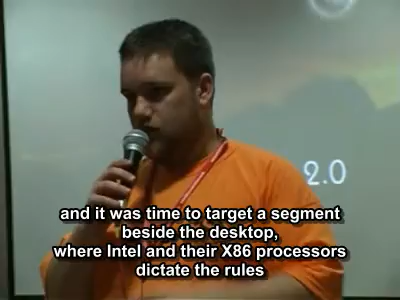 2.0
and it was time to target a segment
beside the desktop,
where Intel and their X86 processors
dictate the rules